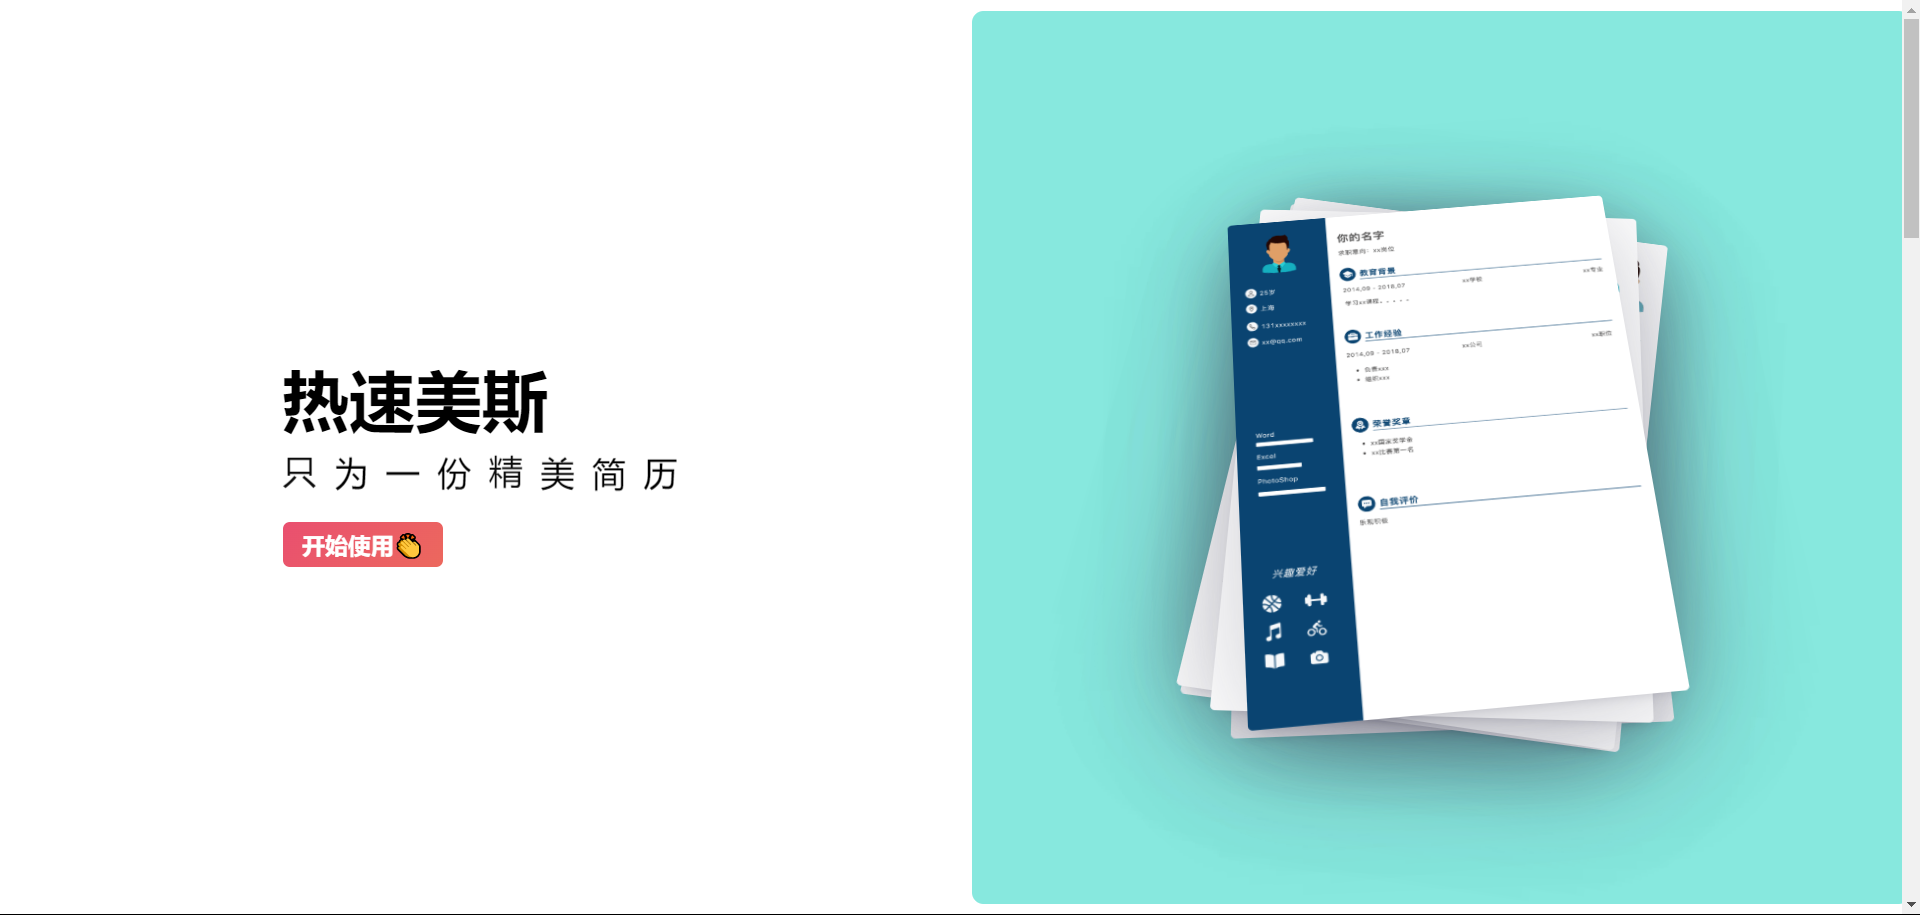 热速美斯
只为一份精美简历
开始使用👏
你的名字
求职意向：xx岗位
教育背景
2014.09 - 2018.07 xx学校 xx专业
学习xx课程。。。。。
工作经验
2014.09 - 2018.07 xx公司 xx职位
负责xxx
组织xxx
荣誉奖章
xx国家奖学金
xx比赛第一名
自我评价
乐观积极
25岁
上海
131xxxxxxxx
xx@qq.com
Word
Excel
PhotoShop
兴趣爱好